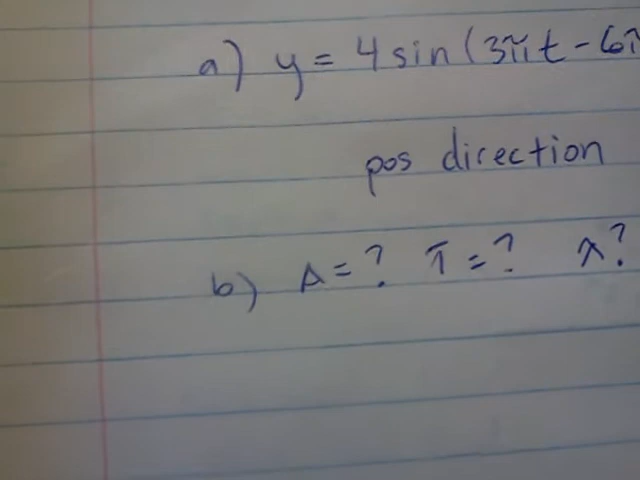 a) y = 4 sin (3πt - 6π
pos direction
b) A = ? T = ? λ?